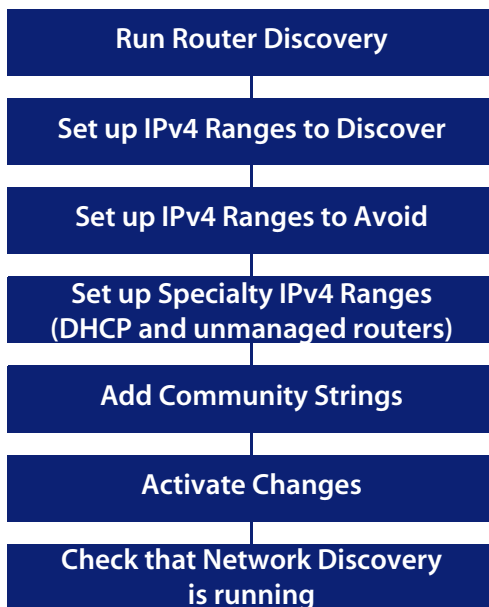 Run Router Discovery
Set up IPv4 Ranges to Discover
Set up IPv4 Ranges to Avoid
Set up Specialty IPv4 Ranges
(DHCP and unmanaged routers)
Add Community Strings
Activate Changes
Check that Network Discovery
is running